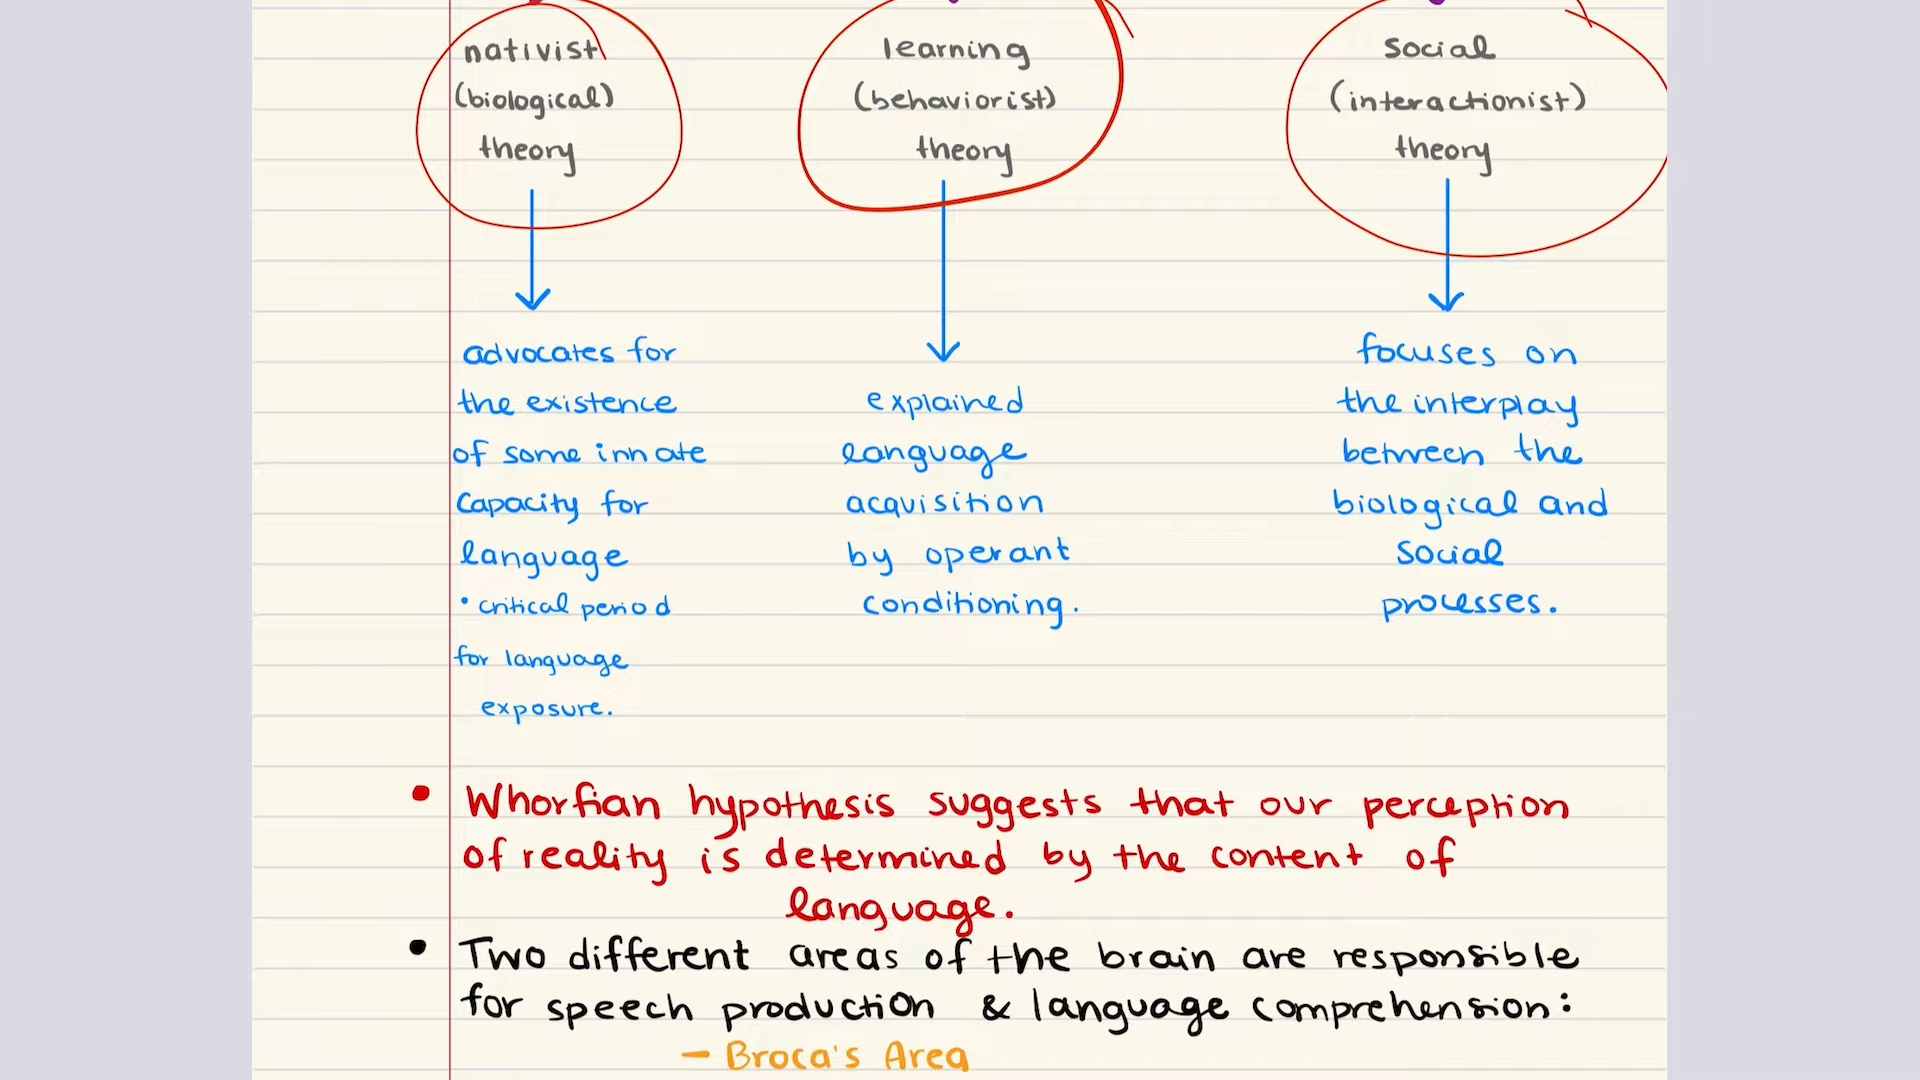 nativist
(biological)
theory
learning
(behaviorist)
theory
social
(interactionist)
theory
advocates for
the existence
of some innate
capacity for
language
• critical period
for language
exposure.
explained
language
acquisition
by operant
conditioning.
focuses on
the interplay
between the
biological and
social
processes.
• Whorfian hypothesis suggests that our perception
of reality is determined by the content of
language.
• Two different areas of the brain are responsible
for speech production & language comprehension:
– Broca's Area